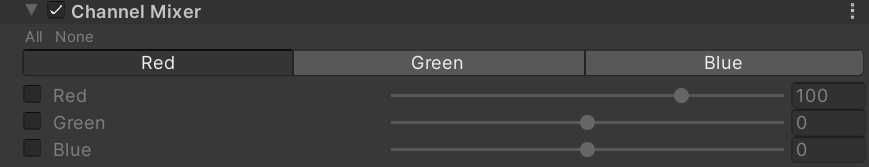 Channel Mixer
All None
Red Green Blue
Red 100
Green 0
Blue 0